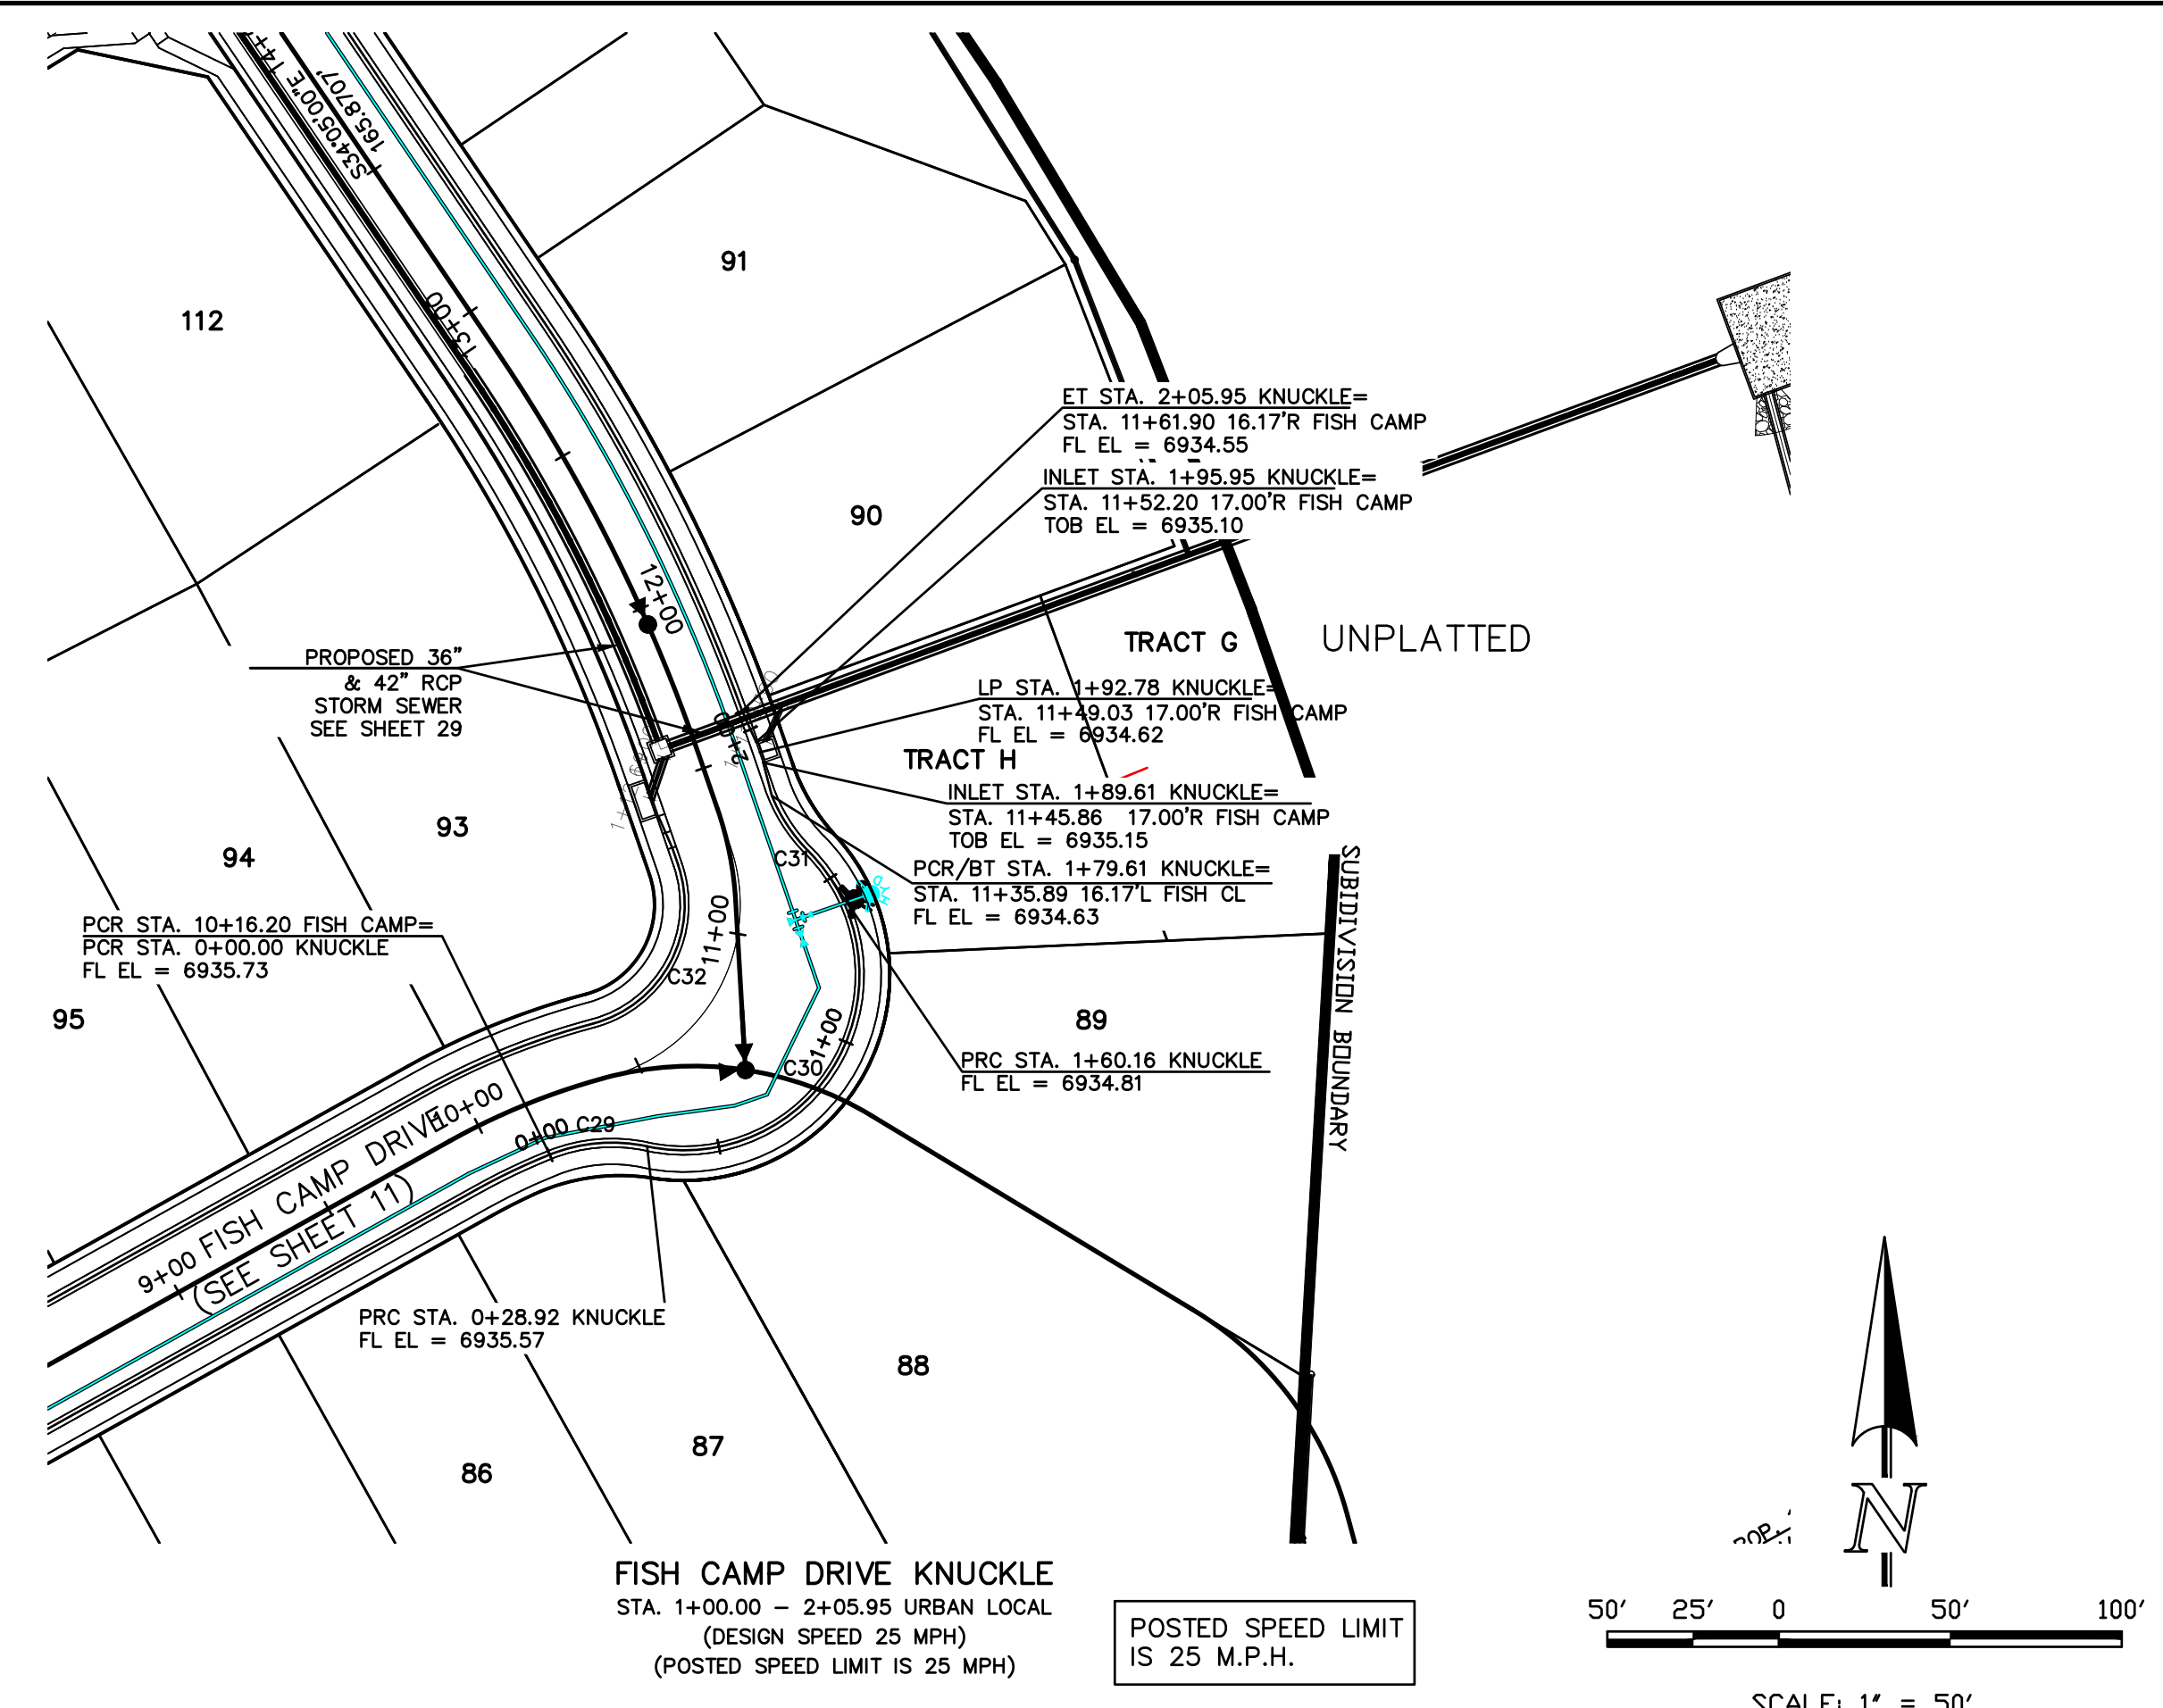 S34°05'00"E 14
165.8707'
91
112
13+00
ET STA. 2+05.95 KNUCKLE=
STA. 11+61.90 16.17'R FISH CAMP
FL EL = 6934.55
INLET STA. 1+95.95 KNUCKLE=
STA. 11+52.20 17.00'R FISH CAMP
TOB EL = 6935.10
90
12+00
TRACT G
UNPLATTED
PROPOSED 36"
& 42" RCP
STORM SEWER
SEE SHEET 29
LP STA. 1+92.78 KNUCKLE=
STA. 11+49.03 17.00'R FISH CAMP
FL EL = 6934.62
2+00
TRACT H
INLET STA. 1+89.61 KNUCKLE=
STA. 11+45.86 17.00'R FISH CAMP
TOB EL = 6935.15
93
94
C31
PCR/BT STA. 1+79.61 KNUCKLE=
STA. 11+35.89 16.17'L FISH CL
FL EL = 6934.63
HYD
SUBIDIVISION BOUNDARY
PCR STA. 10+16.20 FISH CAMP=
PCR STA. 0+00.00 KNUCKLE
FL EL = 6935.73
11+00
C32
95
89
1+00
PRC STA. 1+60.16 KNUCKLE
FL EL = 6934.81
C30
10+00
0+00 C29
9+00 FISH CAMP DRIVE
(SEE SHEET 11)
PRC STA. 0+28.92 KNUCKLE
FL EL = 6935.57
88
87
86
N
FISH CAMP DRIVE KNUCKLE
STA. 1+00.00 – 2+05.95 URBAN LOCAL
(DESIGN SPEED 25 MPH)
(POSTED SPEED LIMIT IS 25 MPH)
POSTED SPEED LIMIT
IS 25 M.P.H.
50' 25' 0 50' 100'
SCALE: 1" = 50'